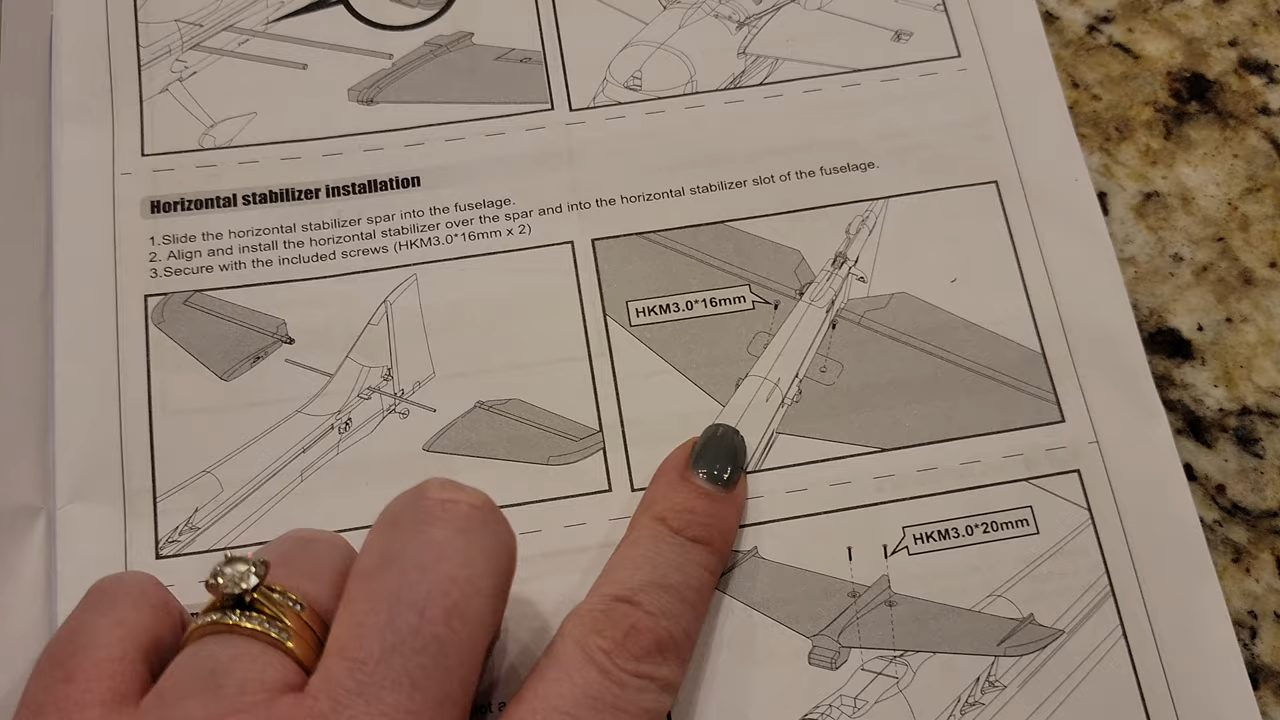 Horizontal stabilizer installation
1.Slide the horizontal stabilizer spar into the fuselage.
2. Align and install the horizontal stabilizer over the spar and into the horizontal stabilizer slot of the fuselage.
3.Secure with the included screws (HKM3.0*16mm x 2)
HKM3.0*16mm
HKM3.0*20mm